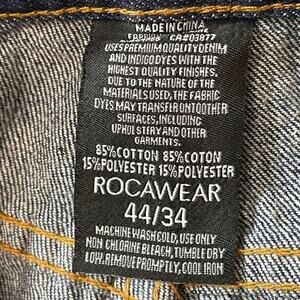 MADE IN CHINA
CA#03877
USES PREMIUM QUALITY DENIM
AND INDIGO DYES WITH THE
HIGHEST QUALITY FINISHES,
DUE TO THE NATURE OF THE
MATERIALS USED, THE FABRIC
DYES MAY TRANSFER ONTO OTHER
SURFACES, INCLUDING
UPHOLSTERY AND OTHER
GARMENTS.
85%COTTON 85%COTON
15%POLYESTER 15%POLYESTER
ROCAWEAR
44/34
MACHINE WASH COLD, USE ONLY
NON CHLORINE BLEACH, TUMBLE DRY
LOW, REMOVE PROMPTLY, COOL IRON